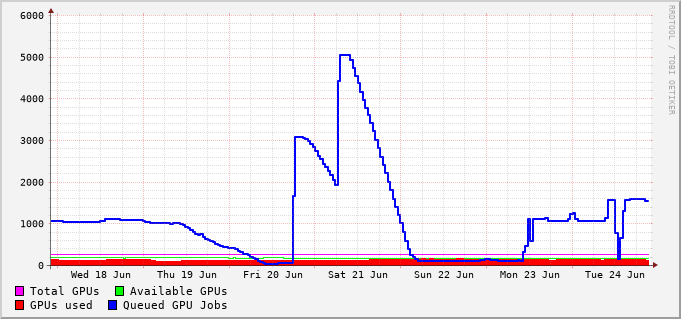 6000
5000
4000
3000
2000
1000
0
Wed 18 Jun Thu 19 Jun Fri 20 Jun Sat 21 Jun Sun 22 Jun Mon 23 Jun Tue 24 Jun
Total GPUs Available GPUs
GPUs used Queued GPU Jobs
RRDTOOL / TOBI OETIKER